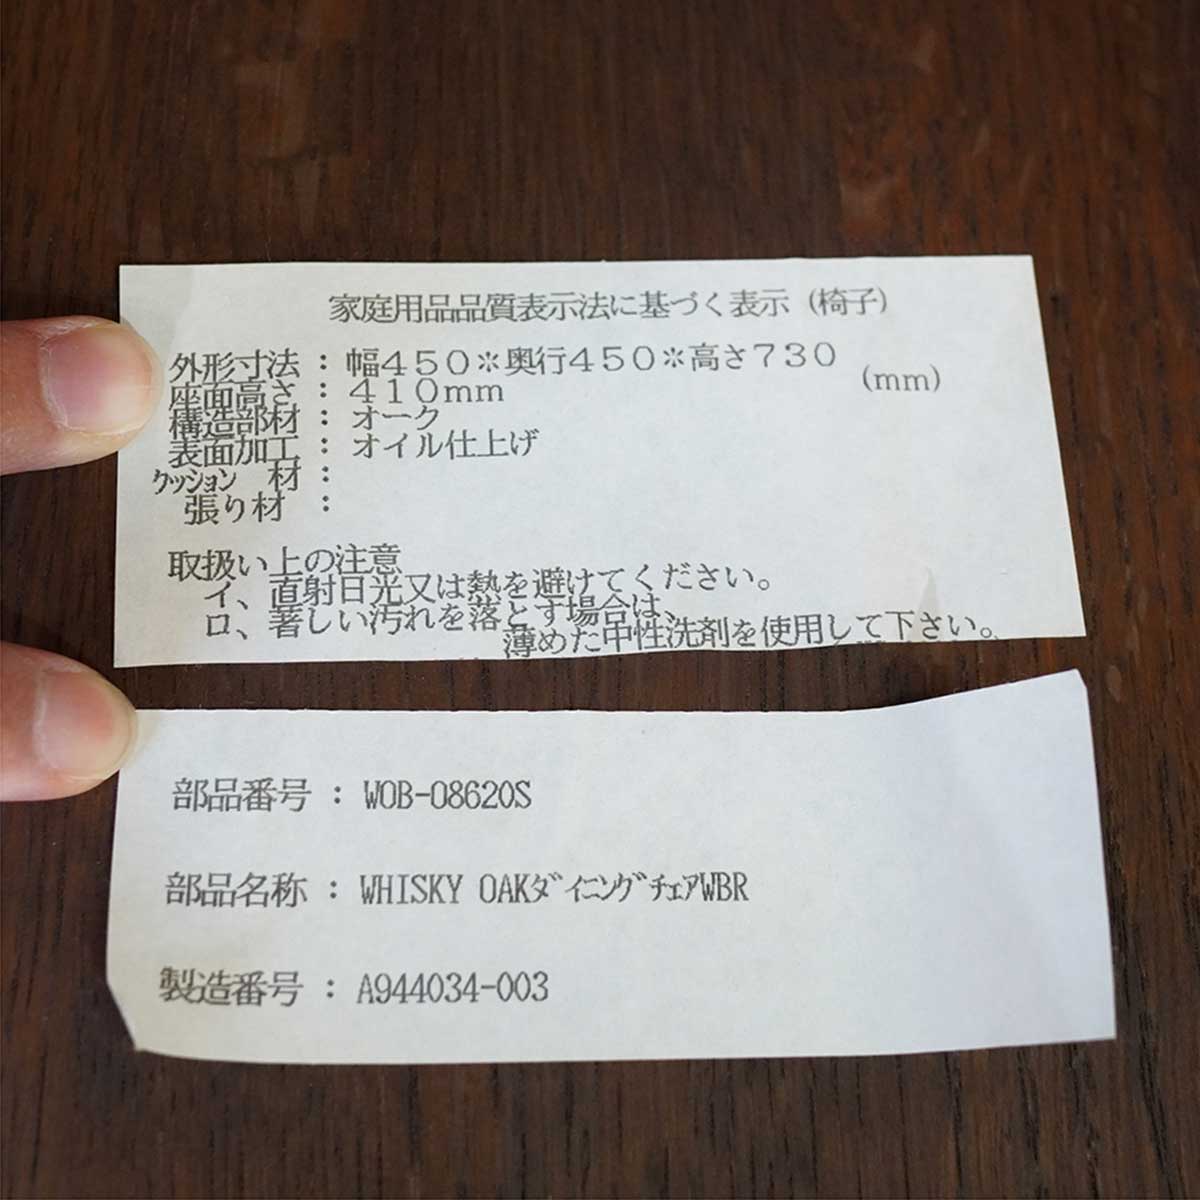 家庭用品品質表示法に基づく表示（椅子）
外形寸法：幅４５０＊奥行４５０＊高さ７３０
（mm）
座面高さ：４１０mm
構造部材：オーク
表面加工：オイル仕上げ
ｸｯｼｮﾝ　材：
張り材：
取扱い上の注意
イ、直射日光又は熱を避けてください。
ロ、著しい汚れを落とす場合は、
薄めた中性洗剤を使用して下さい。
部品番号：WOB-08620S
部品名称：WHISKY OAKﾀﾞｲﾆﾝｸﾞﾁｪｱWBR
製造番号：A944034-003